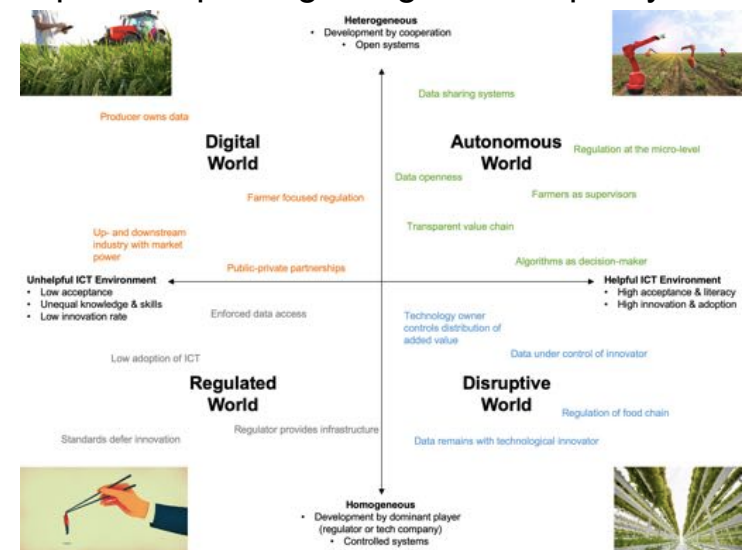 Heterogeneous
• Development by cooperation
• Open systems
Data sharing systems
Producer owns data
Digital
World
Autonomous
World
Regulation at the micro-level
Data openness
Farmer focused regulation
Farmers as supervisors
Transparent value chain
Up- and downstream
industry with market
power
Public-private partnerships
Algorithms as decision-maker
Unhelpful ICT Environment
• Low acceptance
• Unequal knowledge & skills
• Low innovation rate
Helpful ICT Environment
• High acceptance & literacy
• High innovation & adoption
Enforced data access
Technology owner
controls distribution of
added value
Low adoption of ICT
Data under control of innovator
Regulated
World
Disruptive
World
Regulation of food chain
Regulator provides infrastructure
Standards defer innovation
Data remains with technological innovator
Homogeneous
• Development by dominant player
(regulator or tech company)
• Controlled systems